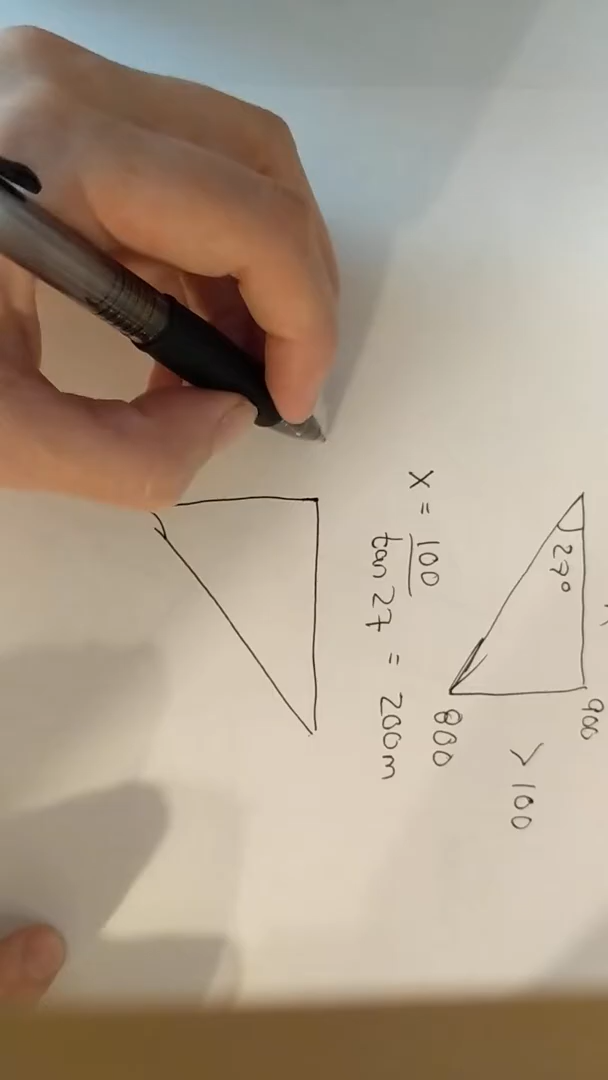 27°
900
> 100
800
x = 100
tan 27 = 200m